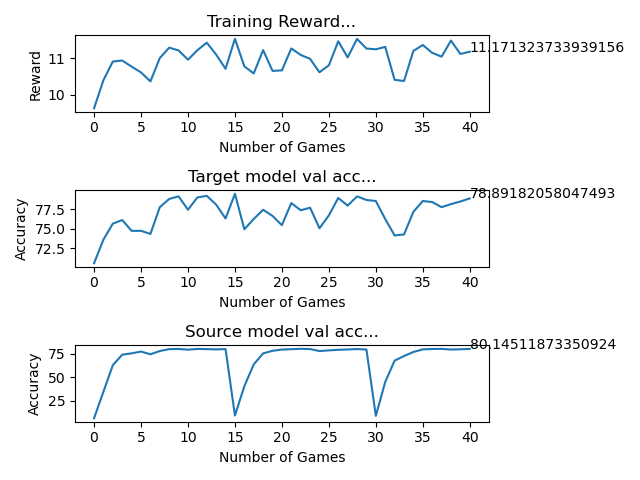 Training Reward...
11.171323733939156
11
10
Reward
0 5 10 15 20 25 30 35 40
Number of Games
Target model val acc...
78.89182058047493
77.5
75.0
72.5
Accuracy
0 5 10 15 20 25 30 35 40
Number of Games
Source model val acc...
80.14511873350924
75
50
25
Accuracy
0 5 10 15 20 25 30 35 40
Number of Games